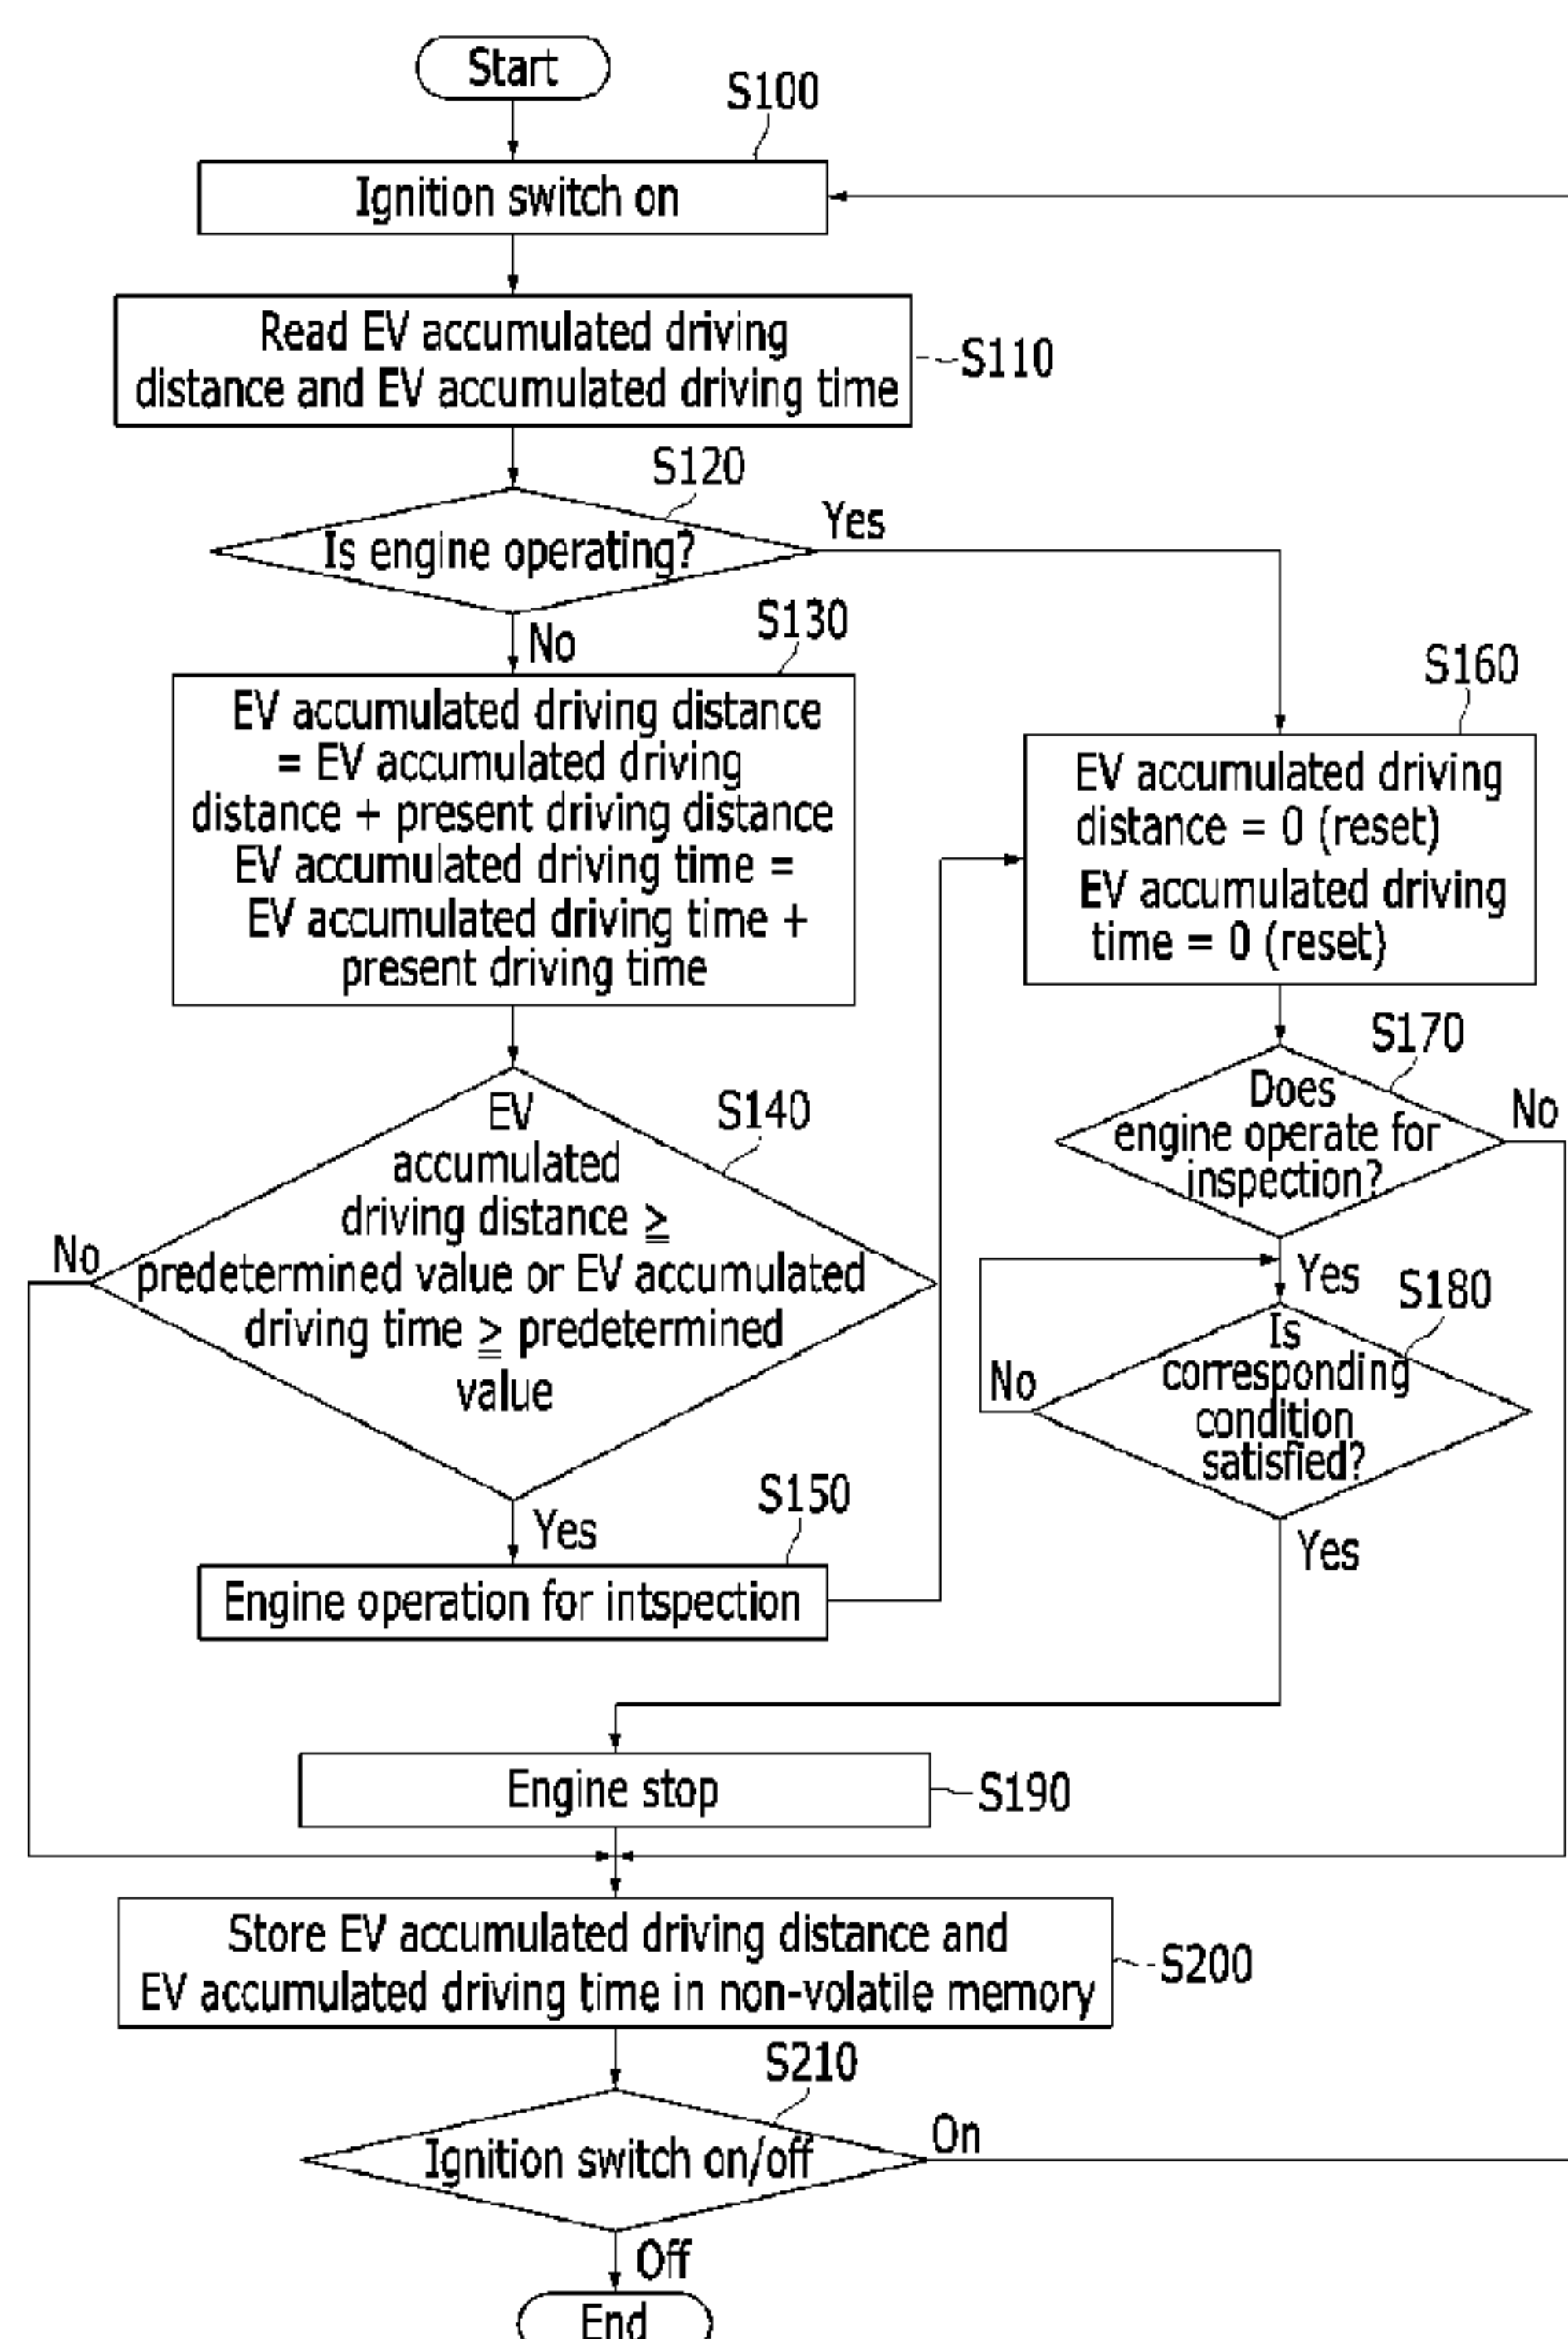 Start
S100
Ignition switch on
Read EV accumulated driving
distance and EV accumulated driving time
S110
S120
Is engine operating?
Yes
No
S130
EV accumulated driving distance
= EV accumulated driving
distance + present driving distance
EV accumulated driving time =
EV accumulated driving time +
present driving time
S160
EV accumulated driving
distance = 0 (reset)
EV accumulated driving
time = 0 (reset)
S140
EV
accumulated
driving distance ≧
predetermined value or EV accumulated
driving time ≧ predetermined
value
No
Yes
S170
Does
engine operate for
inspection?
No
Yes
S180
Is
corresponding
condition
satisfied?
No
Yes
S150
Engine operation for intspection
Engine stop
S190
Store EV accumulated driving distance and
EV accumulated driving time in non-volatile memory
S200
S210
Ignition switch on/off
On
Off
End